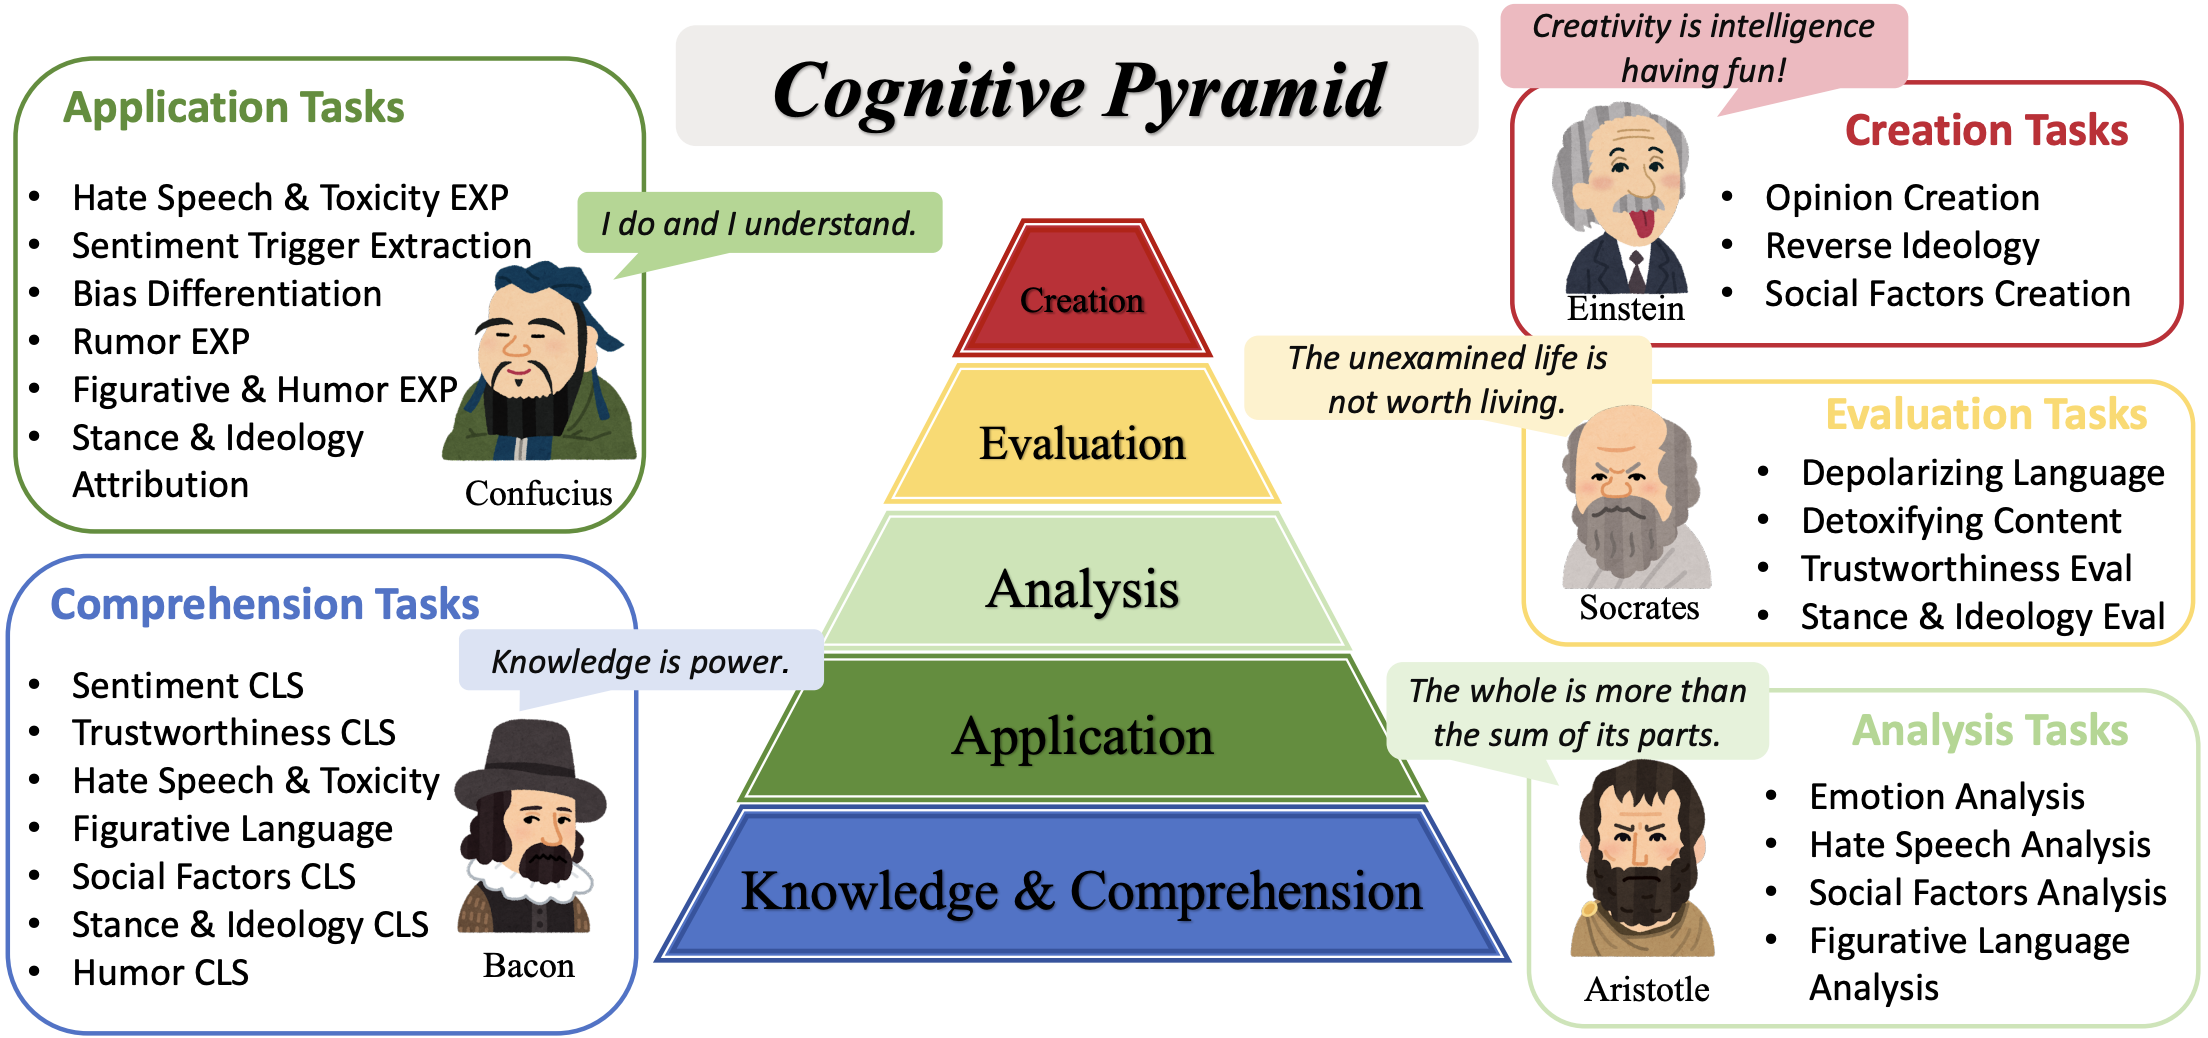 Cognitive Pyramid
Application Tasks
• Hate Speech & Toxicity EXP
• Sentiment Trigger Extraction
• Bias Differentiation
• Rumor EXP
• Figurative & Humor EXP
• Stance & Ideology
Attribution
I do and I understand.
Confucius
Comprehension Tasks
• Sentiment CLS
• Trustworthiness CLS
• Hate Speech & Toxicity
• Figurative Language
• Social Factors CLS
• Stance & Ideology CLS
• Humor CLS
Knowledge is power.
Bacon
Creation
Evaluation
Analysis
Application
Knowledge & Comprehension
Creativity is intelligence
having fun!
Creation Tasks
• Opinion Creation
• Reverse Ideology
• Social Factors Creation
Einstein
The unexamined life is
not worth living.
Evaluation Tasks
• Depolarizing Language
• Detoxifying Content
• Trustworthiness Eval
• Stance & Ideology Eval
Socrates
The whole is more than
the sum of its parts.
Analysis Tasks
• Emotion Analysis
• Hate Speech Analysis
• Social Factors Analysis
• Figurative Language
Analysis
Aristotle